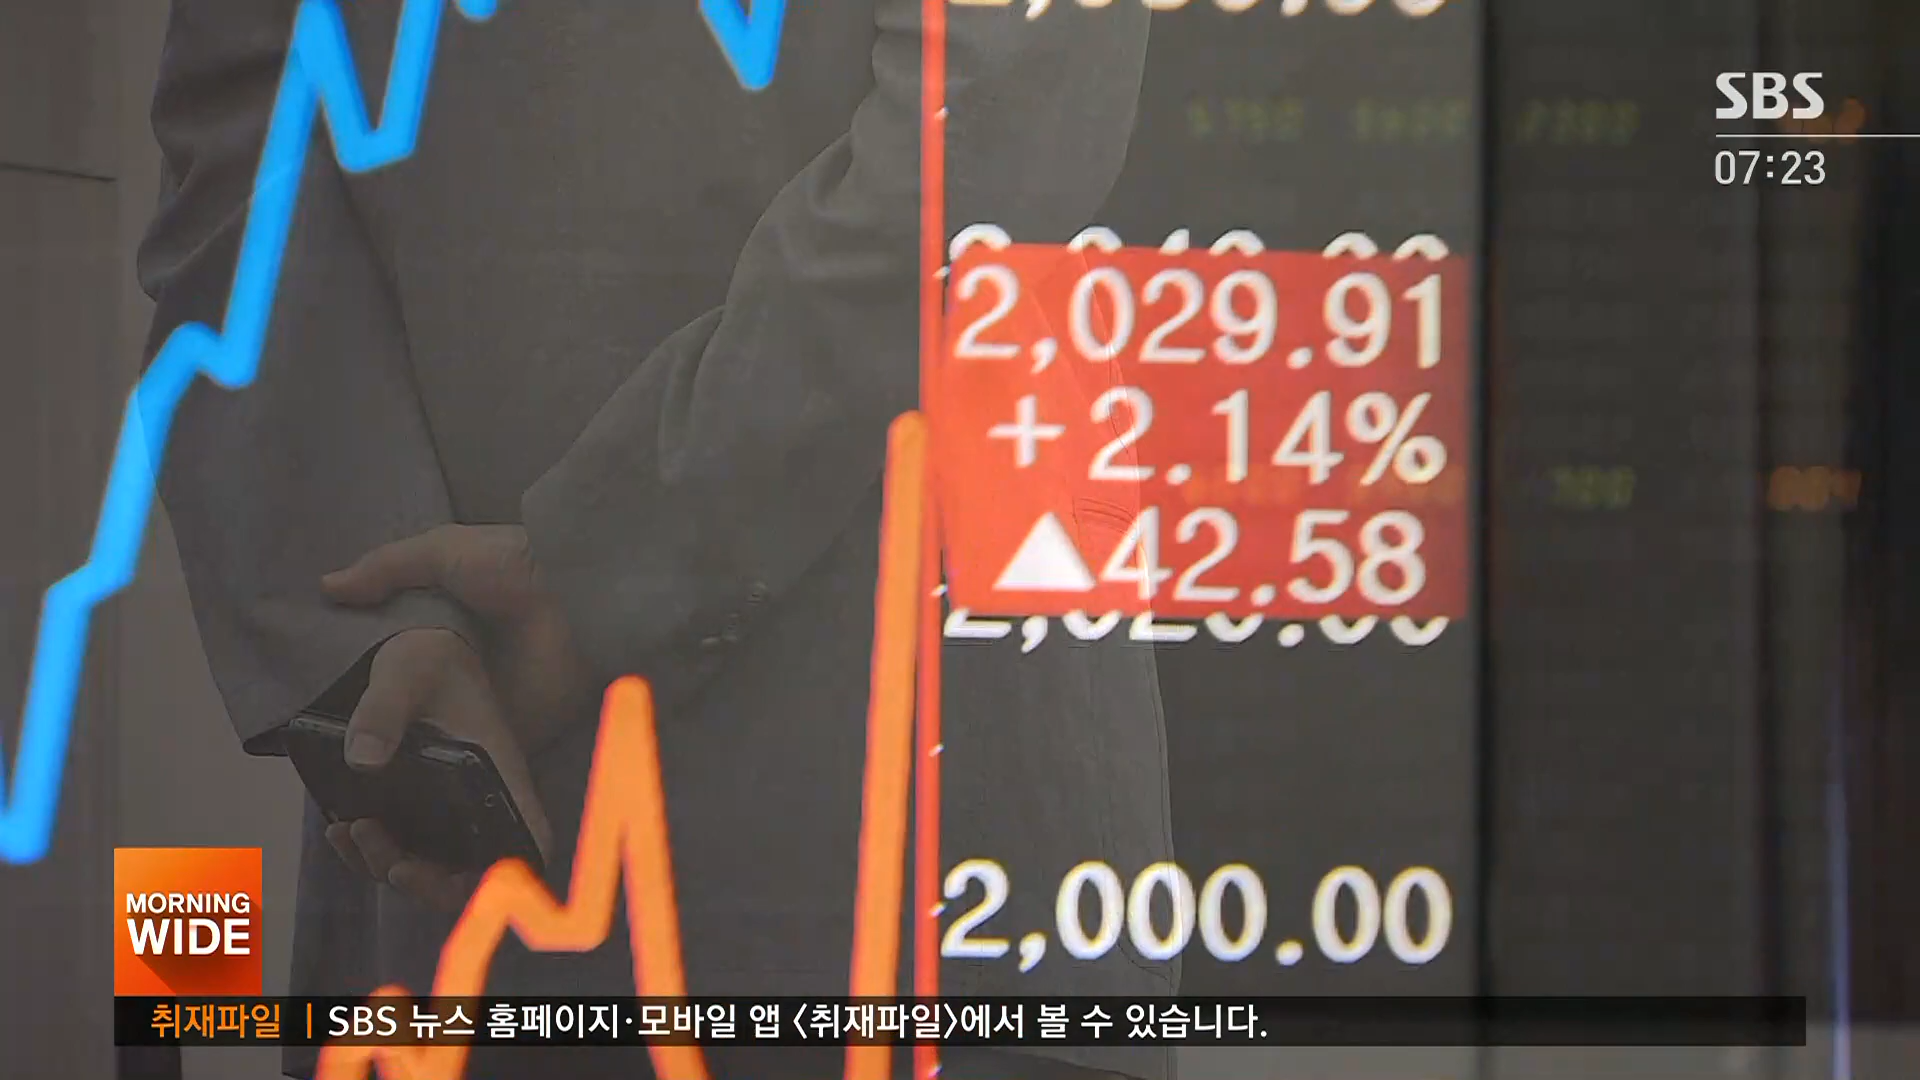 SBS
07:23
2,029.91
+2.14%
▲42.58
2,000.00
MORNING
WIDE
취재파일 | SBS 뉴스 홈페이지·모바일 앱 〈취재파일〉에서 볼 수 있습니다.